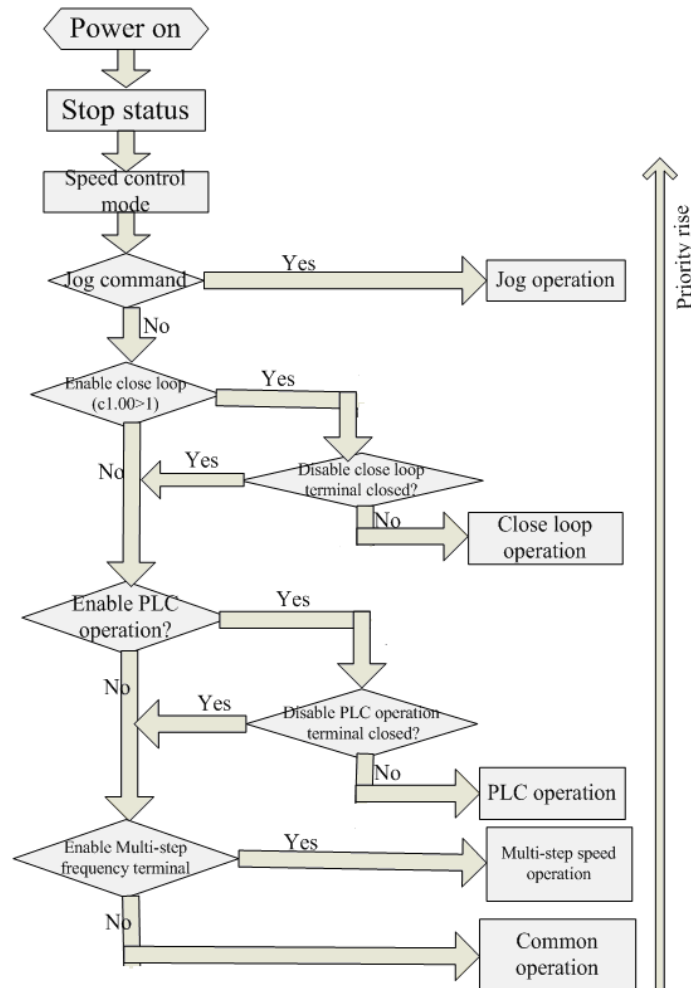 Power on
Stop status
Speed control
mode
Jog command
Yes
Jog operation
No
Enable close loop
(c1.00>1)
Yes
No
Disable close loop
terminal closed?
Yes
No
Close loop
operation
Enable PLC
operation?
Yes
No
Disable PLC operation
terminal closed?
Yes
No
PLC operation
Enable Multi-step
frequency terminal
Yes
Multi-step speed
operation
No
Common
operation
Priority rise